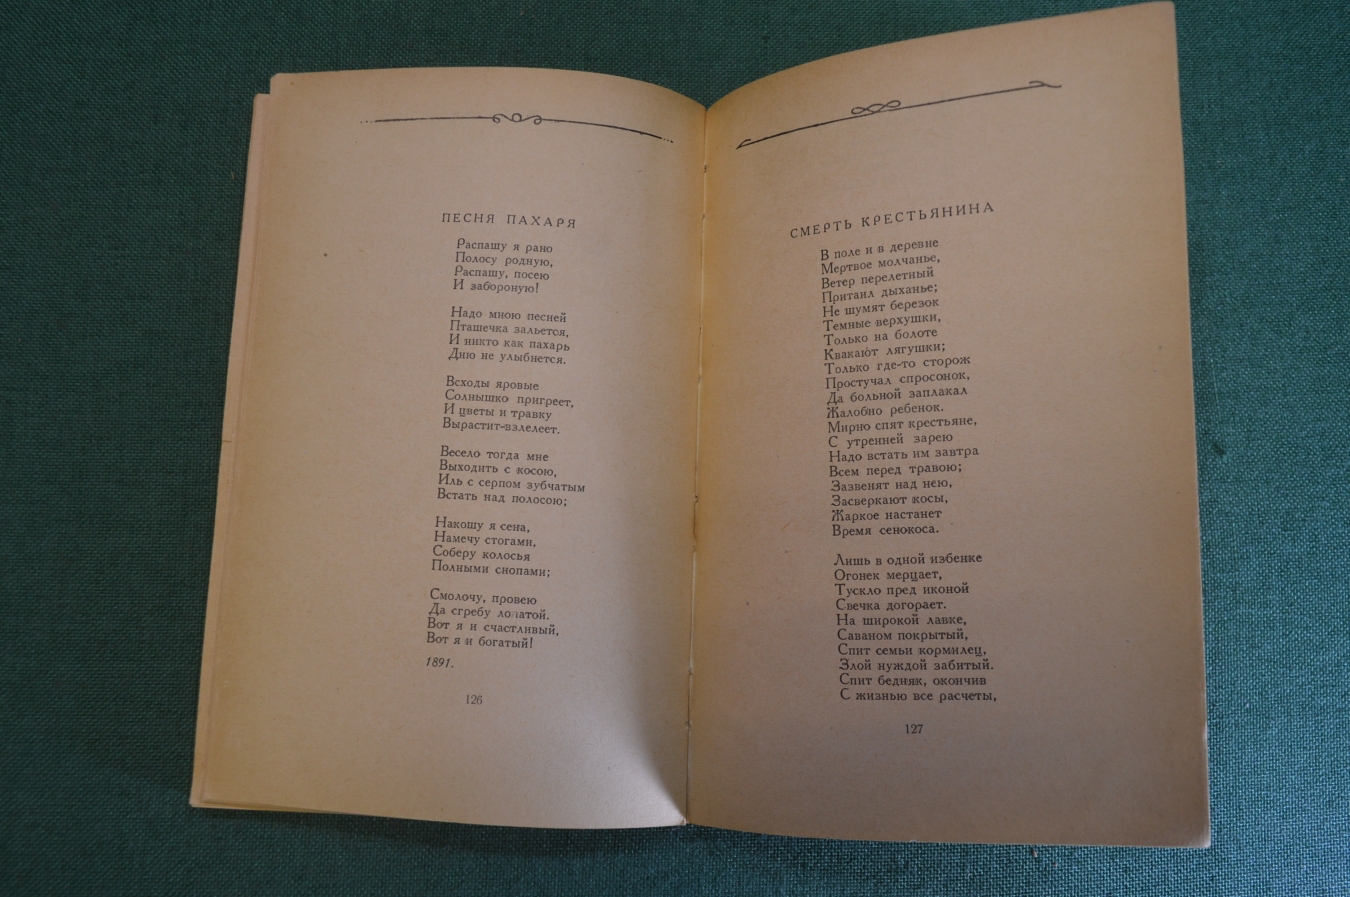 ПЕСНЯ ПАХАРЯ
Распашу я рано
Полосу родную,
Распашу, посею
И забороную!
Надо мною песней
Пташечка зальется,
И никто как пахарь
Дню не улыбнется.
Всходы яровые
Солнышко пригреет,
И цветы и травку
Вырастит-взлелеет.
Весело тогда мне
Выходить с косою,
Иль с серпом зубчатым
Встать над полосою;
Накошу я сена,
Намечу стогами,
Соберу колосья
Полными снопами;
Смолочу, провею
Да сгребу лопатой.
Вот я и счастливый,
Вот я и богатый!
1891.
126
СМЕРТЬ КРЕСТЬЯНИНА
В поле и в деревне
Мертвое молчанье,
Ветер перелетный
Притаил дыханье;
Не шумят березок
Темные верхушки,
Только на болоте
Квакают лягушки;
Только где-то сторож
Простучал спросонок,
Да больной заплакал
Жалобно ребенок.
Мирно спят крестьяне,
С утренней зарею
Надо встать им завтра
Всем перед травою;
Зазвенят над нею,
Засверкают косы,
Жаркое настанет
Время сенокоса.
Лишь в одной избенке
Огонек мерцает,
Тускло пред иконой
Свечка догорает.
На широкой лавке,
Саваном покрытый,
Спит семьи кормилец,
Злой нуждой забитый.
Спит бедняк, окончив
С жизнью все расчеты,
127